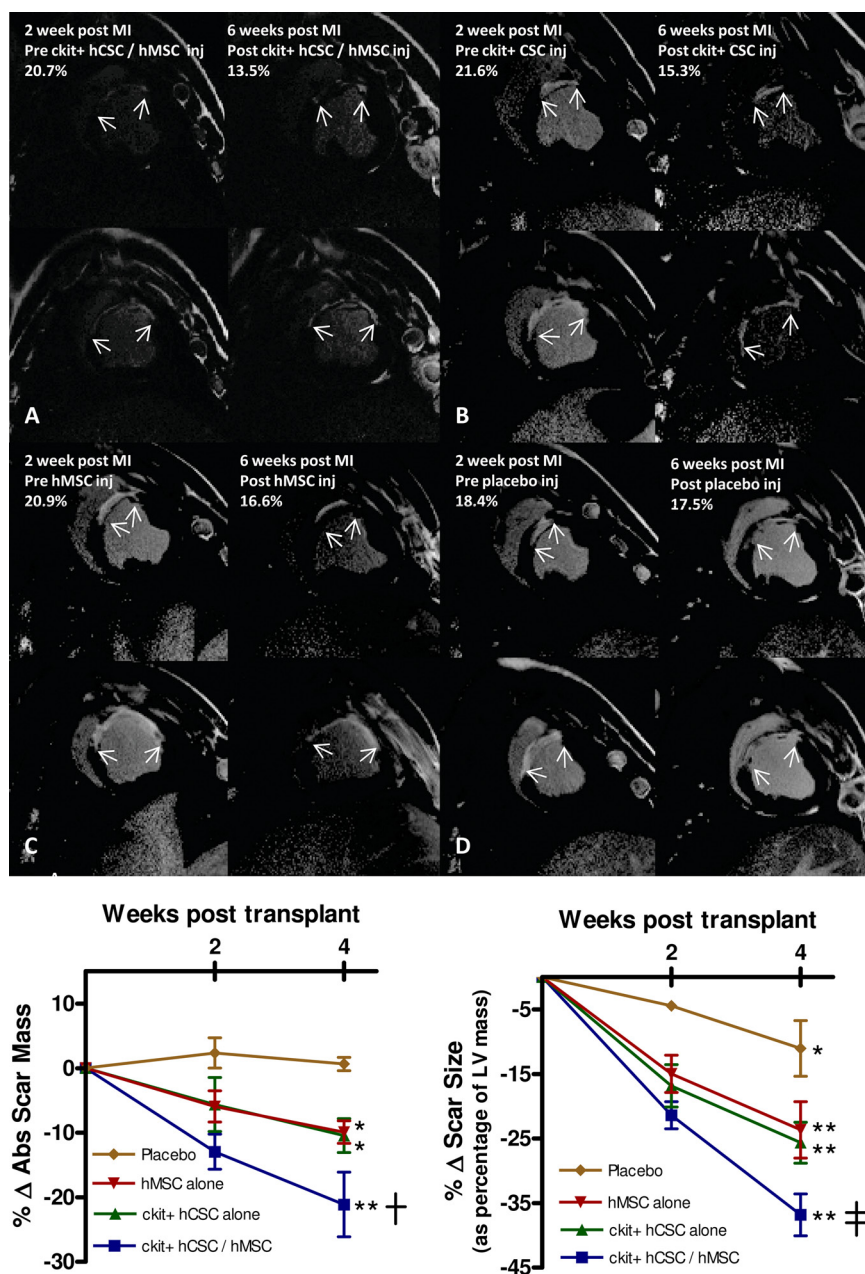 2 week post MI
Pre ckit+ hCSC / hMSC inj
20.7%
6 weeks post MI
Post ckit+ hCSC / hMSC inj
13.5%
2 week post MI
Pre ckit+ CSC inj
21.6%
6 weeks post MI
Post ckit+ CSC inj
15.3%
A
B
2 week post MI
Pre hMSC inj
20.9%
6 weeks post MI
Post hMSC inj
16.6%
2 week post MI
Pre placebo inj
18.4%
6 weeks post MI
Post placebo inj
17.5%
C
D
Weeks post transplant
2 4
% Δ Abs Scar Mass
10
0
-10
-20
-30
*
*
** ┼
Placebo
hMSC alone
ckit+ hCSC alone
ckit+ hCSC / hMSC
Weeks post transplant
2 4
% Δ Scar Size
(as percentage of LV mass)
-5
-15
-25
-35
-45
*
**
**
** ╪
Placebo
hMSC alone
ckit+ hCSC alone
ckit+ hCSC / hMSC